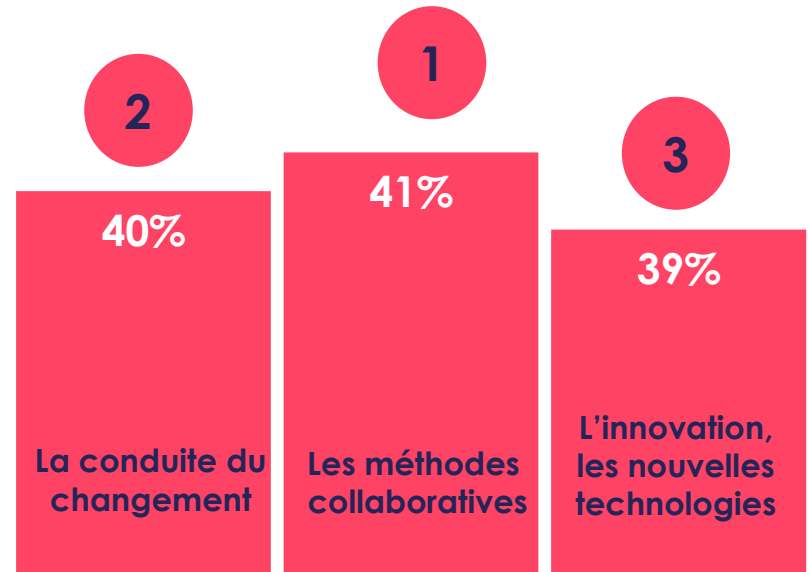 2
40%
La conduite du
changement
1
41%
Les méthodes
collaboratives
3
39%
L’innovation,
les nouvelles
technologies